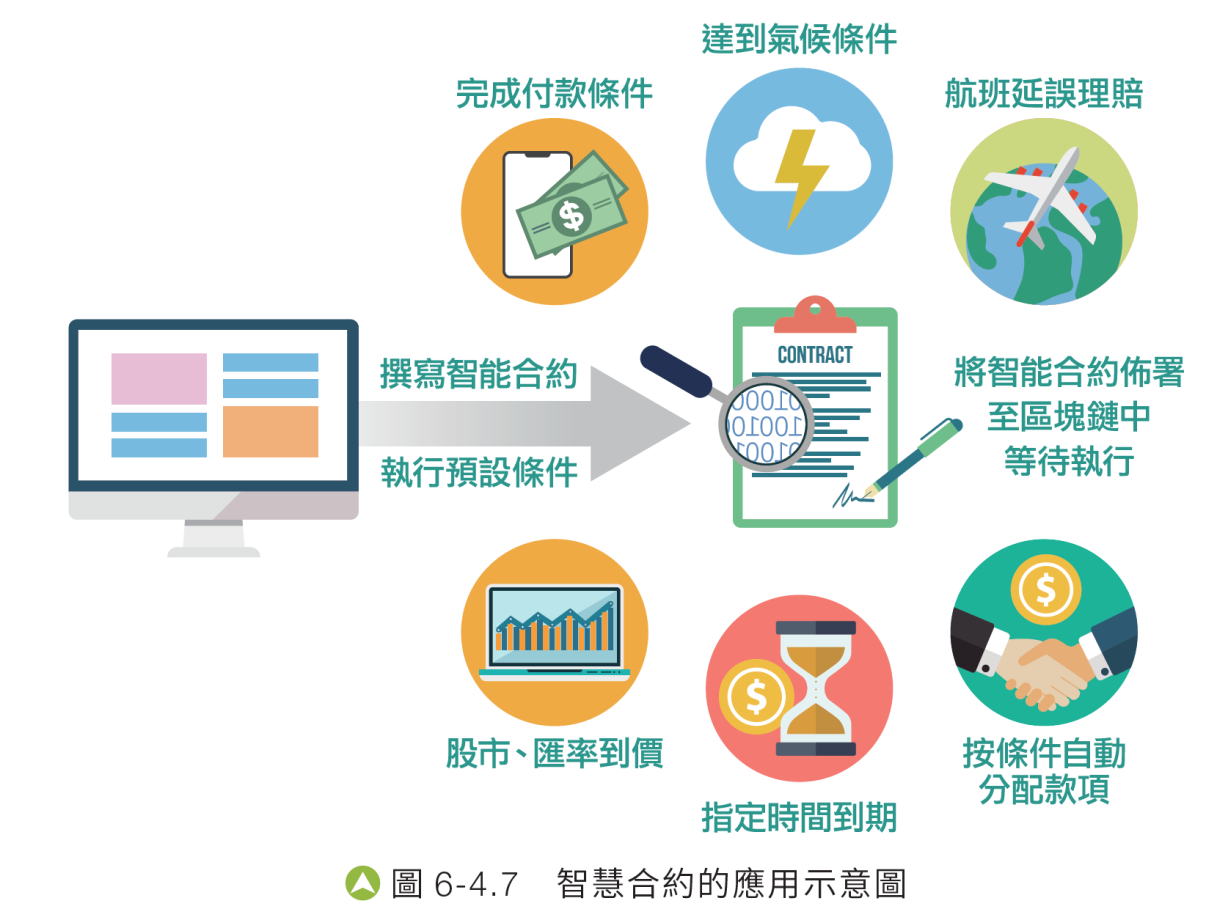 達到氣候條件
完成付款條件
航班延誤理賠
$
撰寫智能合約
執行預設條件
CONTRACT
01000
10010
00100
將智能合約佈署
至區塊鏈中
等待執行
$
$
股市、匯率到價
指定時間到期
按條件自動
分配款項
圖 6-4.7 智慧合約的應用示意圖